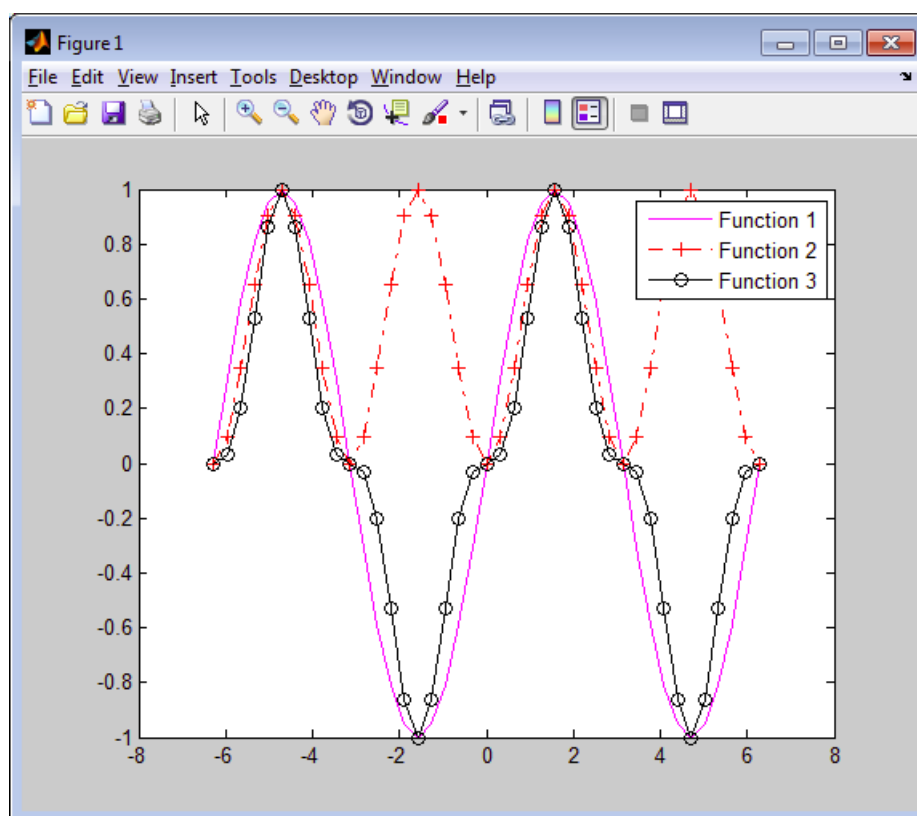 Figure 1
File Edit View Insert Tools Desktop Window Help
1
0.8
0.6
0.4
0.2
0
-0.2
-0.4
-0.6
-0.8
-1
Function 1
Function 2
Function 3
-8 -6 -4 -2 0 2 4 6 8